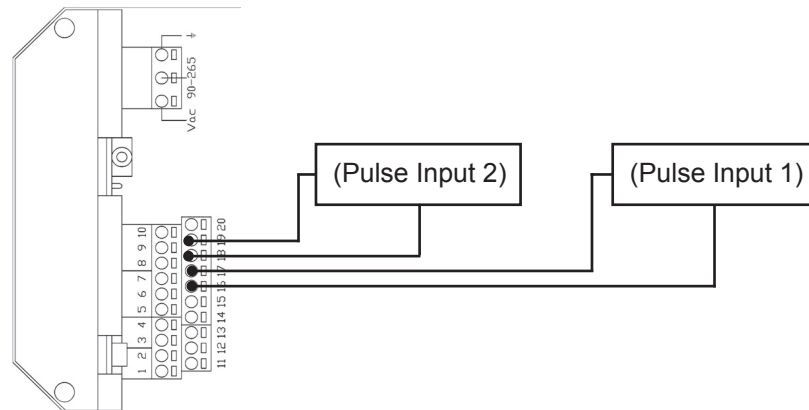 90-265
Vac
(Pulse Input 2)
(Pulse Input 1)
1 2 3 4 5 6 7 8 9 10
11 12 13 14 15 16 17 18 19 20